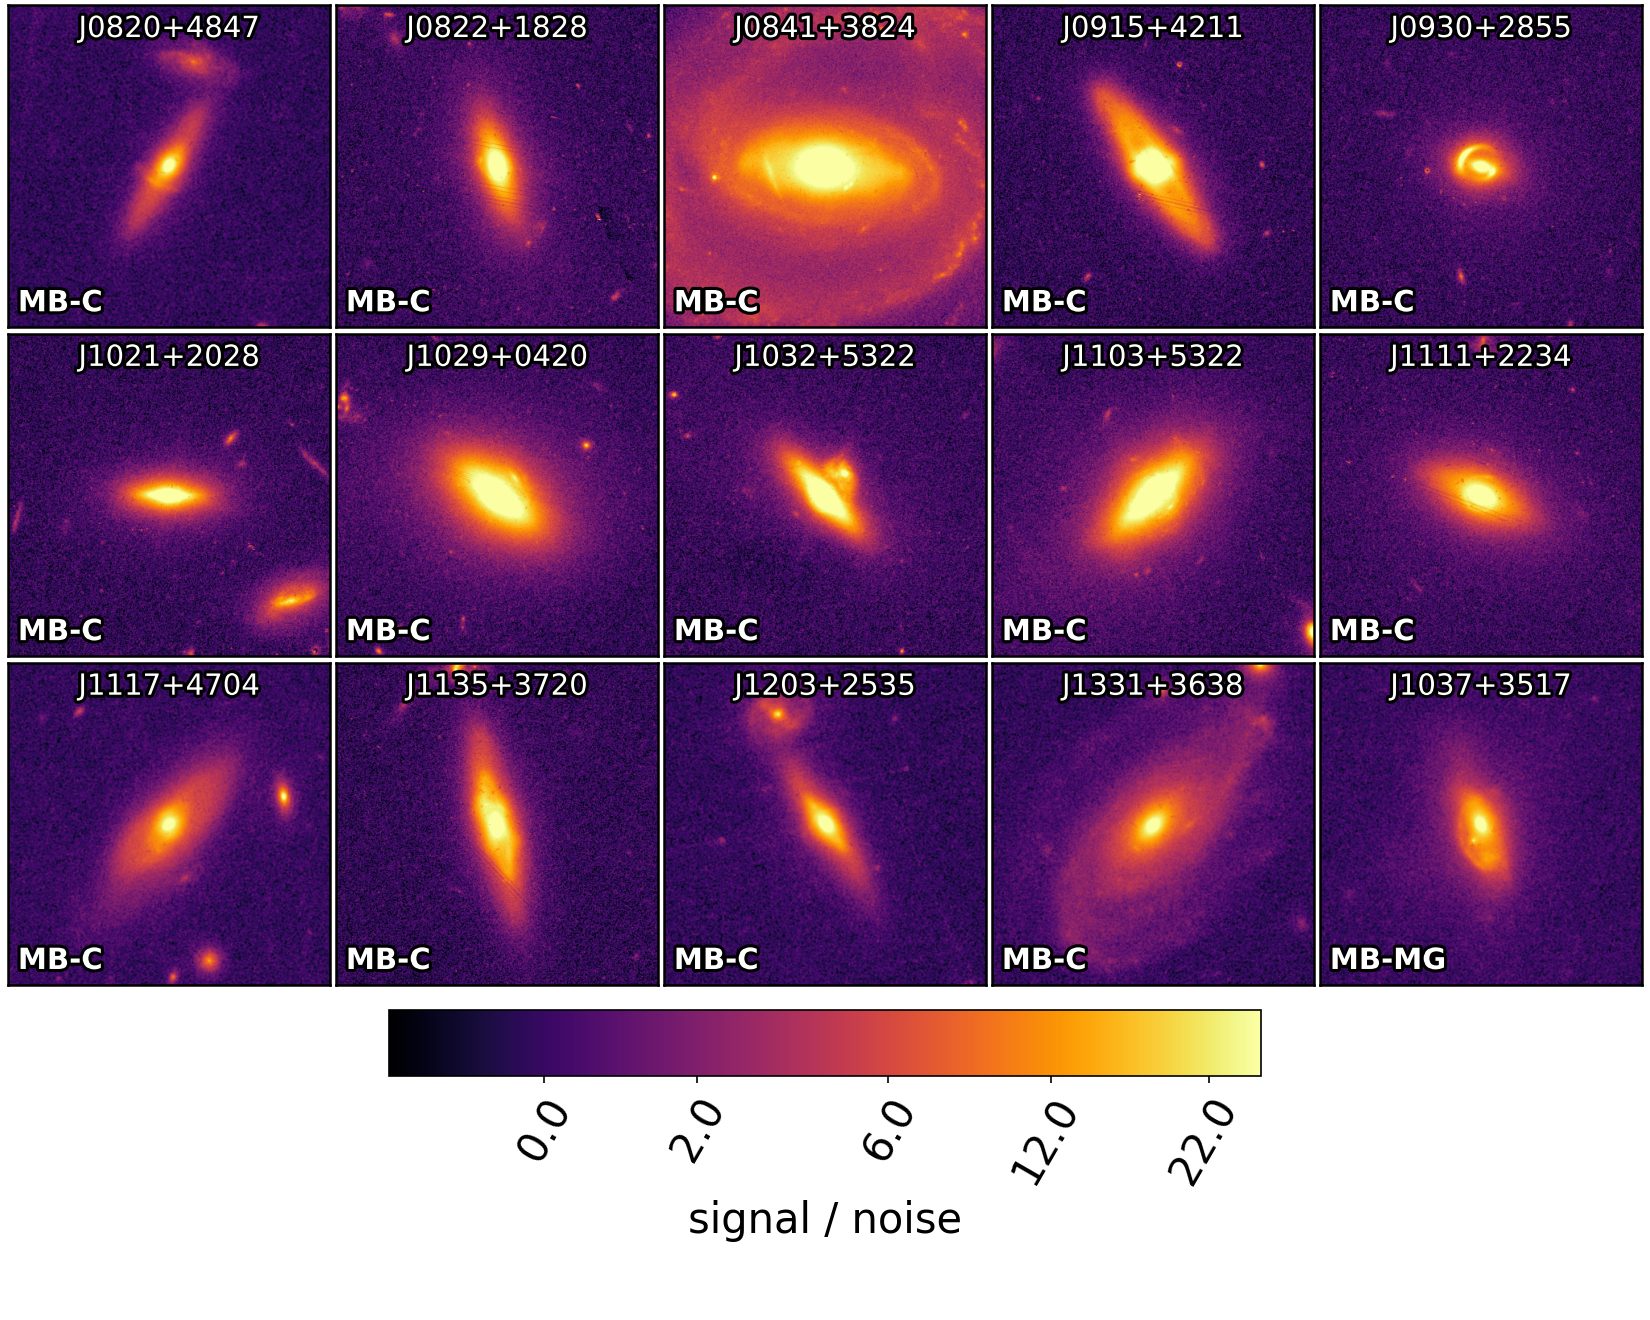 J0820+4847
MB-C
J0822+1828
MB-C
J0841+3824
MB-C
J0915+4211
MB-C
J0930+2855
MB-C
J1021+2028
MB-C
J1029+0420
MB-C
J1032+5322
MB-C
J1103+5322
MB-C
J1111+2234
MB-C
J1117+4704
MB-C
J1135+3720
MB-C
J1203+2535
MB-C
J1331+3638
MB-C
J1037+3517
MB-MG
0.0
2.0
6.0
12.0
22.0
signal / noise